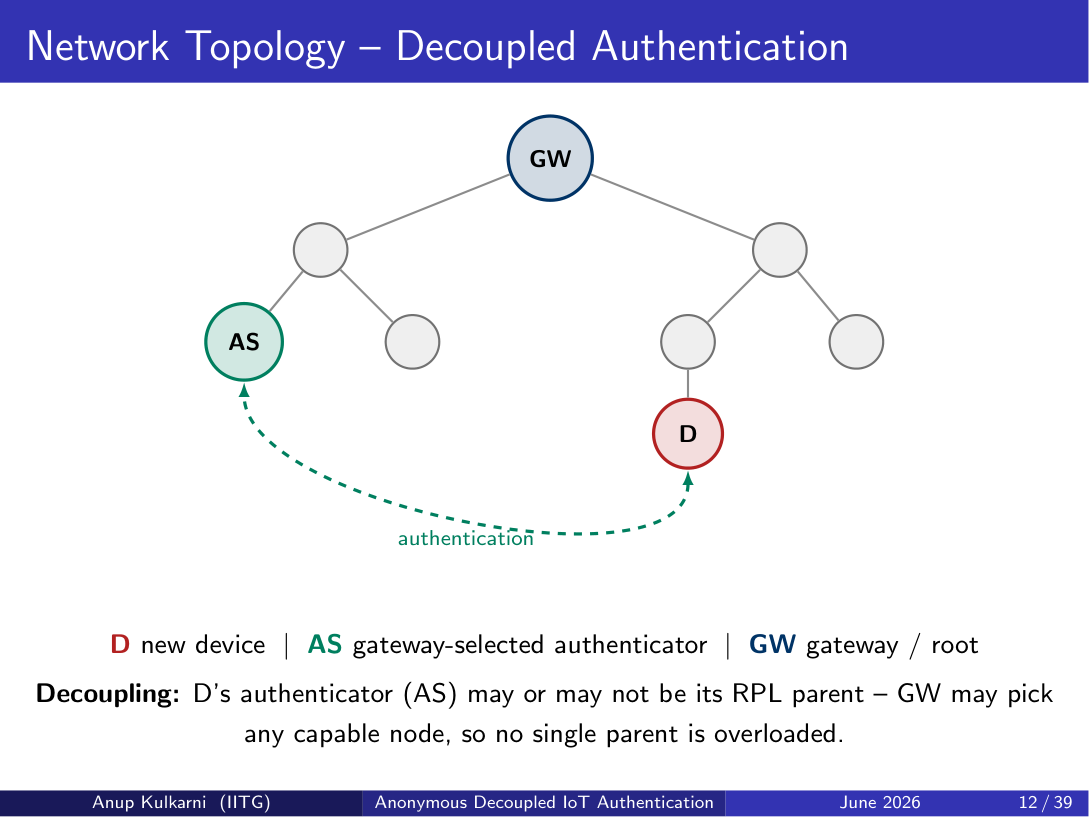 Network Topology – Decoupled Authentication
GW
AS
D
authentication
D new device | AS gateway-selected authenticator | GW gateway / root
Decoupling: D's authenticator (AS) may or may not be its RPL parent – GW may pick
any capable node, so no single parent is overloaded.
Anup Kulkarni (IITG) Anonymous Decoupled IoT Authentication June 2026 12 / 39